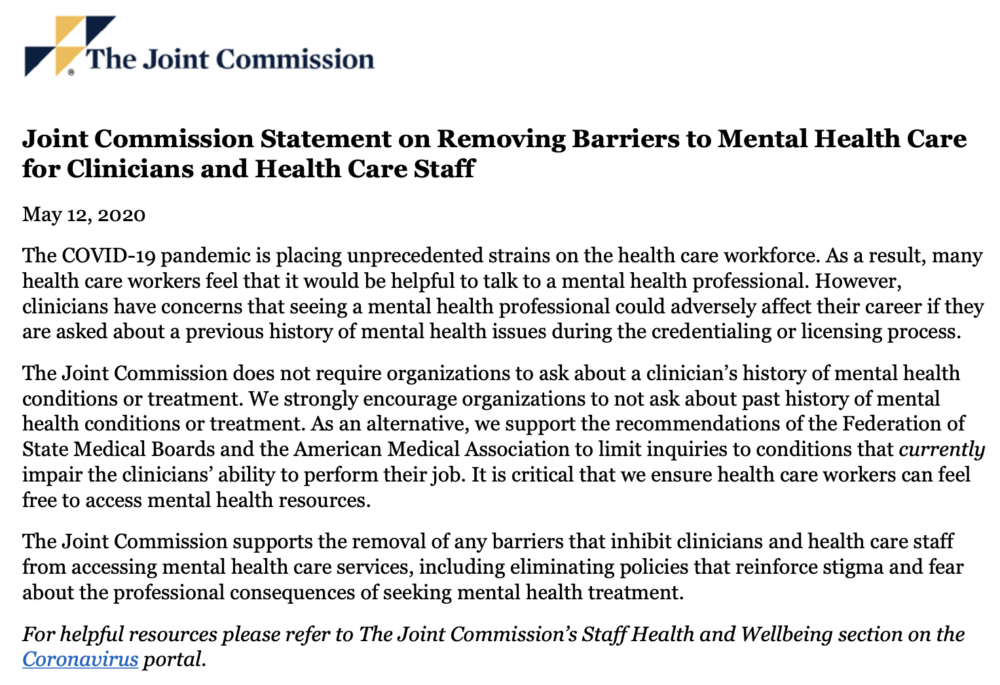 The Joint Commission
®
Joint Commission Statement on Removing Barriers to Mental Health Care
for Clinicians and Health Care Staff
May 12, 2020
The COVID-19 pandemic is placing unprecedented strains on the health care workforce. As a result, many
health care workers feel that it would be helpful to talk to a mental health professional. However,
clinicians have concerns that seeing a mental health professional could adversely affect their career if they
are asked about a previous history of mental health issues during the credentialing or licensing process.
The Joint Commission does not require organizations to ask about a clinician’s history of mental health
conditions or treatment. We strongly encourage organizations to not ask about past history of mental
health conditions or treatment. As an alternative, we support the recommendations of the Federation of
State Medical Boards and the American Medical Association to limit inquiries to conditions that currently
impair the clinicians’ ability to perform their job. It is critical that we ensure health care workers can feel
free to access mental health resources.
The Joint Commission supports the removal of any barriers that inhibit clinicians and health care staff
from accessing mental health care services, including eliminating policies that reinforce stigma and fear
about the professional consequences of seeking mental health treatment.
For helpful resources please refer to The Joint Commission’s Staff Health and Wellbeing section on the
Coronavirus portal.